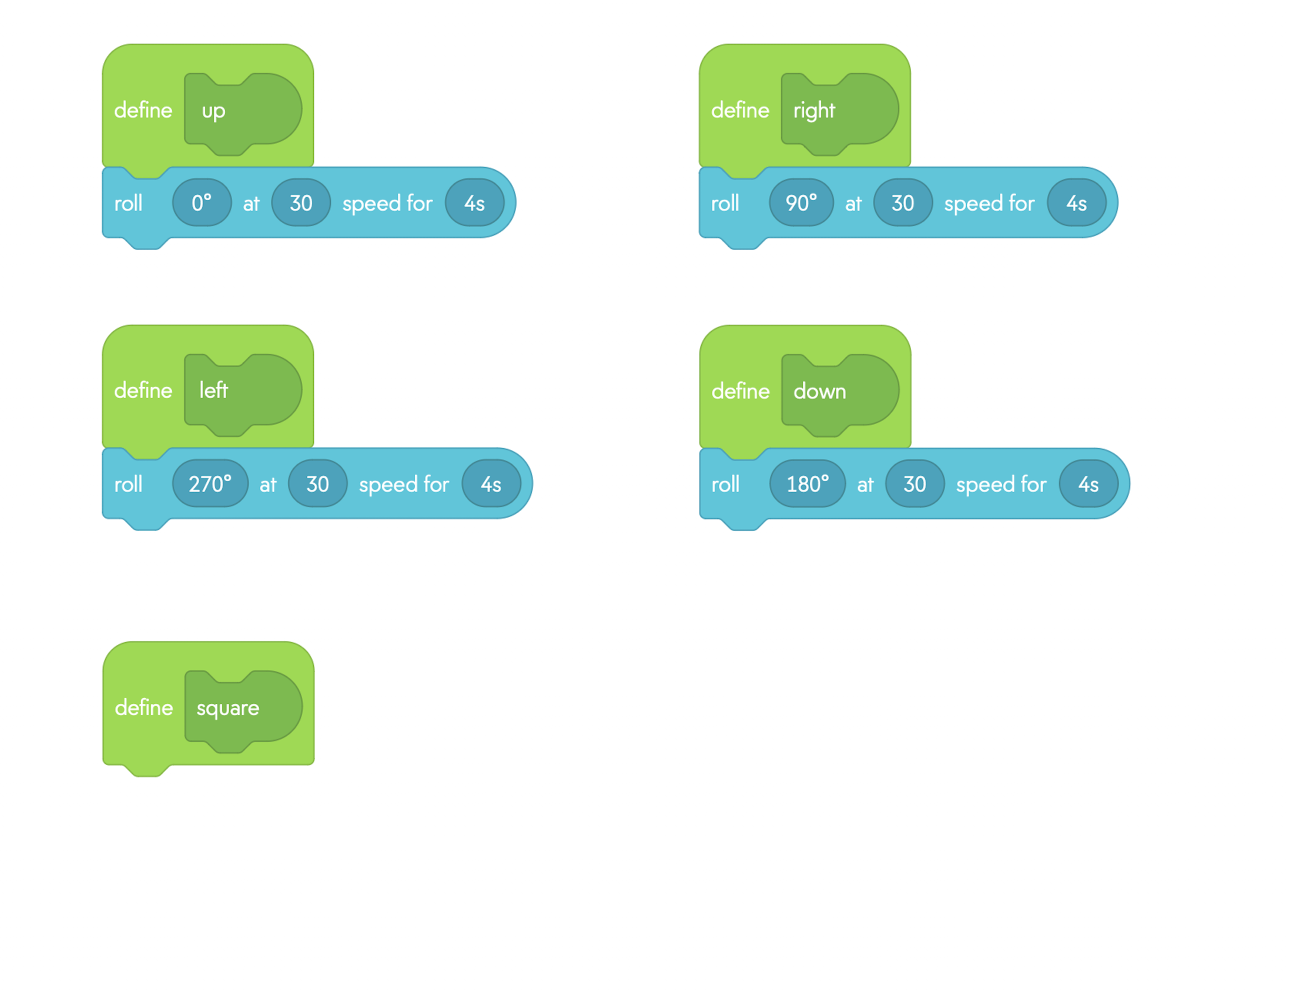 define up
roll 0° at 30 speed for 4s
define right
roll 90° at 30 speed for 4s
define left
roll 270° at 30 speed for 4s
define down
roll 180° at 30 speed for 4s
define square